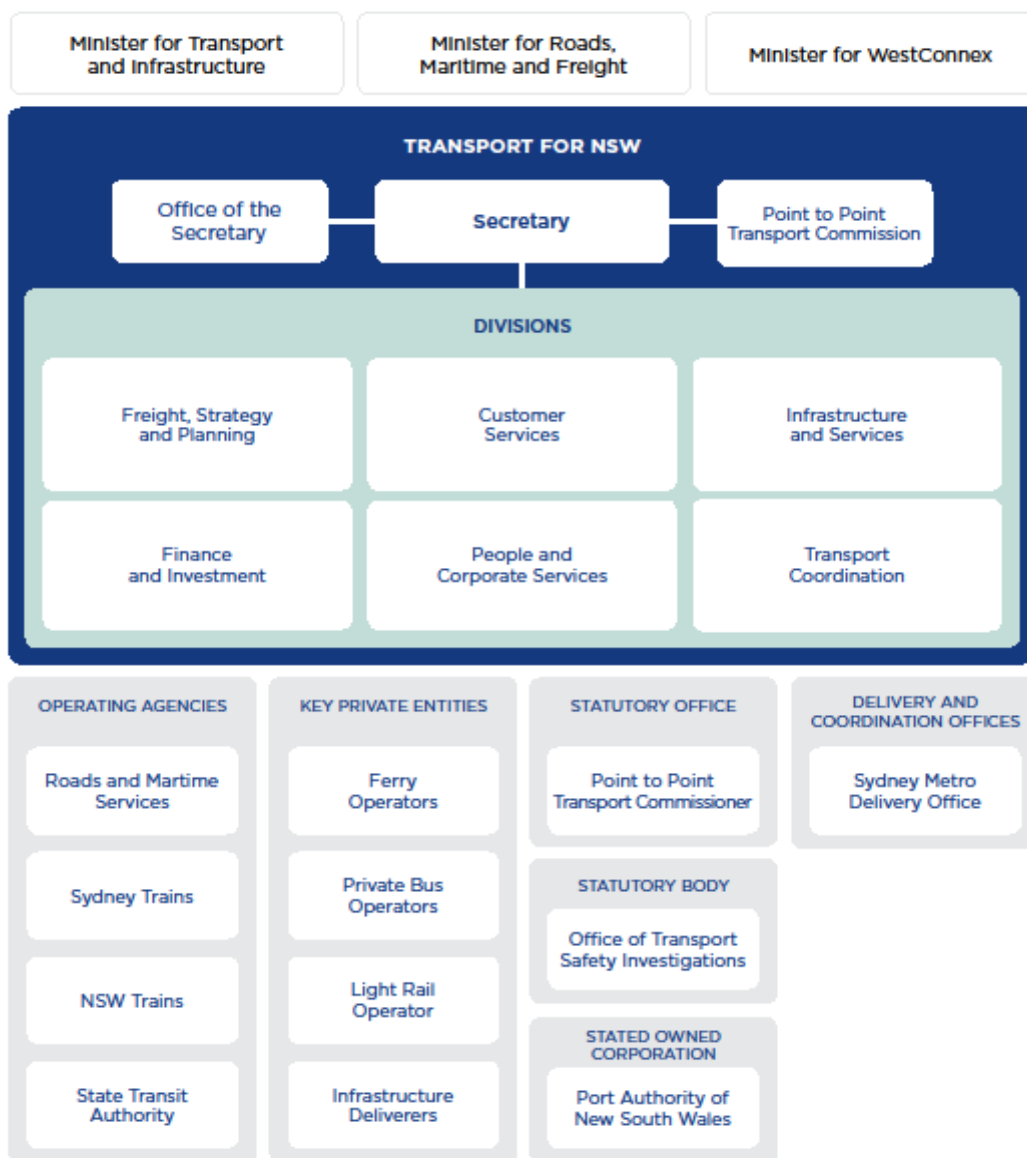 Minister for Transport
and Infrastructure
Minister for Roads,
Maritime and Freight
Minister for WestConnex
TRANSPORT FOR NSW
Office of the
Secretary
Secretary
Point to Point
Transport Commission
DIVISIONS
Freight, Strategy
and Planning
Customer
Services
Infrastructure
and Services
Finance
and Investment
People and
Corporate Services
Transport
Coordination
OPERATING AGENCIES
Roads and Martime
Services
Sydney Trains
NSW Trains
State Transit
Authority
KEY PRIVATE ENTITIES
Ferry
Operators
Private Bus
Operators
Light Rail
Operator
Infrastructure
Deliverers
STATUTORY OFFICE
Point to Point
Transport Commissioner
STATUTORY BODY
Office of Transport
Safety Investigations
STATED OWNED
CORPORATION
Port Authority of
New South Wales
DELIVERY AND
COORDINATION OFFICES
Sydney Metro
Delivery Office